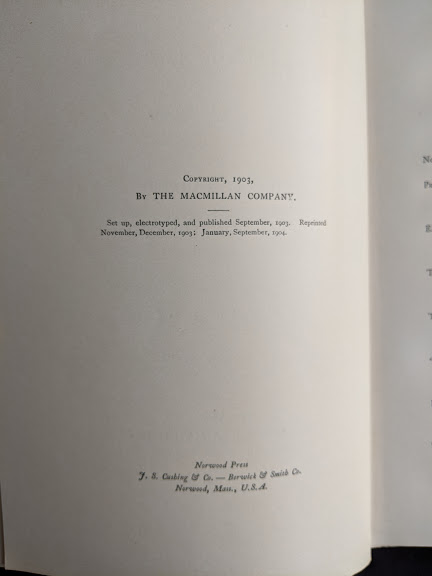 COPYRIGHT, 1903,
BY THE MACMILLAN COMPANY.
Set up, electrotyped, and published September, 1903. Reprinted
November, December, 1903; January, September, 1904.
Norwood Press
J. S. Cushing & Co. — Berwick & Smith Co.
Norwood, Mass., U.S.A.